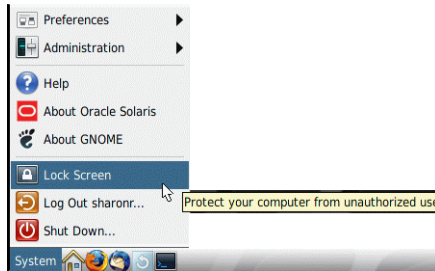 Preferences
Administration
Help
About Oracle Solaris
About GNOME
Lock Screen
Log Out sharonr...
Protect your computer from unauthorized use
Shut Down...
System